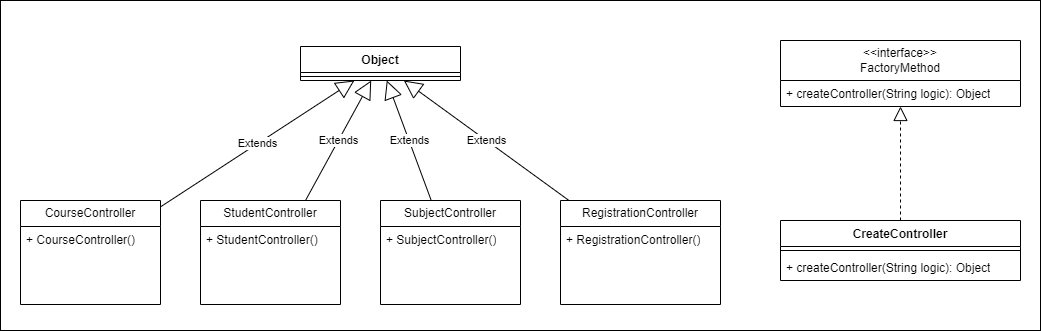 Object
<<interface>>
FactoryMethod
+ createController(String logic): Object
Extends
Extends
Extends
Extends
CourseController
+ CourseController()
StudentController
+ StudentController()
SubjectController
+ SubjectController()
RegistrationController
+ RegistrationController()
CreateController
+ createController(String logic): Object